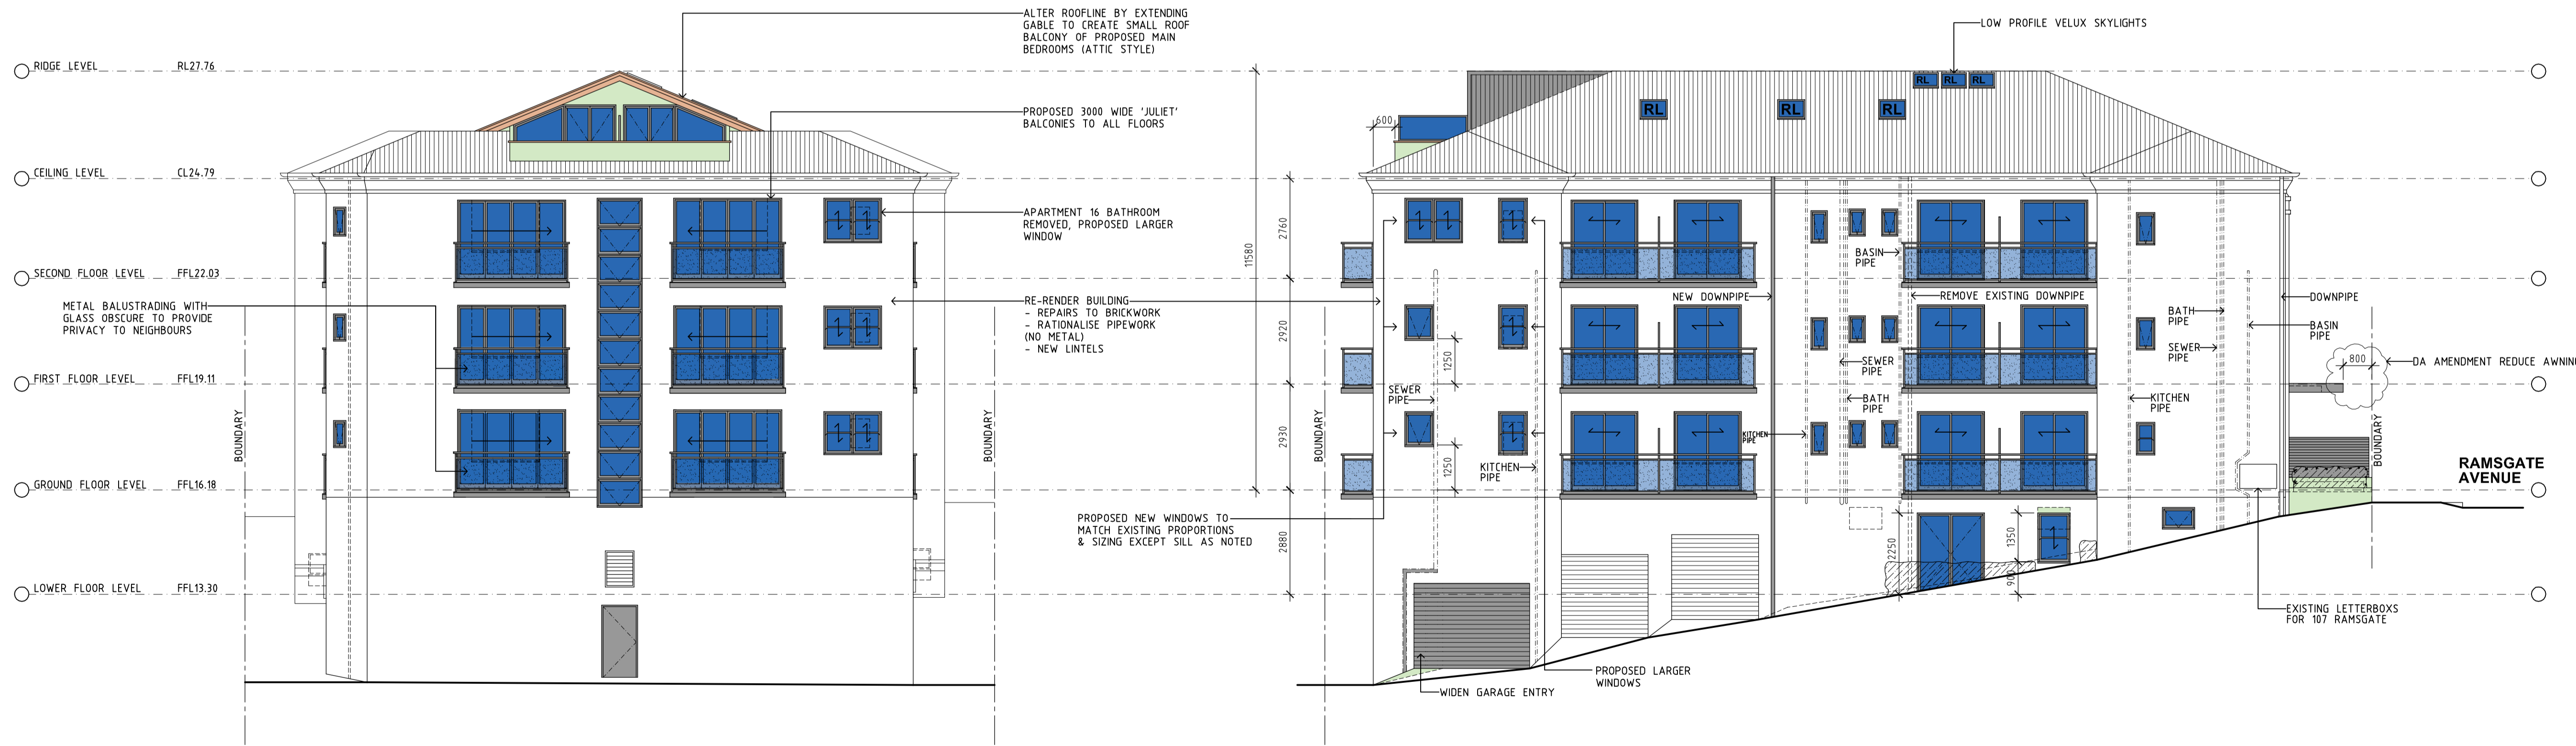 ALTER ROOFLINE BY EXTENDING
GABLE TO CREATE SMALL ROOF
BALCONY OF PROPOSED MAIN
BEDROOMS (ATTIC STYLE)
LOW PROFILE VELUX SKYLIGHTS
RIDGE LEVEL RL27.76
RL RL RL
RL RL RL
PROPOSED 3000 WIDE 'JULIET'
BALCONIES TO ALL FLOORS
600
CEILING LEVEL CL24.79
APARTMENT 16 BATHROOM
REMOVED, PROPOSED LARGER
WINDOW
2760
11580
BASIN
PIPE
SECOND FLOOR LEVEL FFL22.03
METAL BALUSTRADING WITH
GLASS OBSCURE TO PROVIDE
PRIVACY TO NEIGHBOURS
RE-RENDER BUILDING
- REPAIRS TO BRICKWORK
- RATIONALISE PIPEWORK
(NO METAL)
- NEW LINTELS
NEW DOWNPIPE
REMOVE EXISTING DOWNPIPE
DOWNPIPE
BATH
PIPE
BASIN
PIPE
2920
1250
SEWER
PIPE
SEWER
PIPE
800
DA AMENDMENT REDUCE AWNING
FIRST FLOOR LEVEL FFL19.11
SEWER
PIPE
BATH
PIPE
KITCHEN
PIPE
BOUNDARY
BOUNDARY
BOUNDARY
BOUNDARY
2930
1250
KITCHEN
PIPE
KITCHEN
PIPE
RAMSGATE
AVENUE
GROUND FLOOR LEVEL FFL16.18
PROPOSED NEW WINDOWS TO
MATCH EXISTING PROPORTIONS
& SIZING EXCEPT SILL AS NOTED
2880
2250
1350
900
LOWER FLOOR LEVEL FFL13.30
EXISTING LETTERBOXS
FOR 107 RAMSGATE
PROPOSED LARGER
WINDOWS
WIDEN GARAGE ENTRY